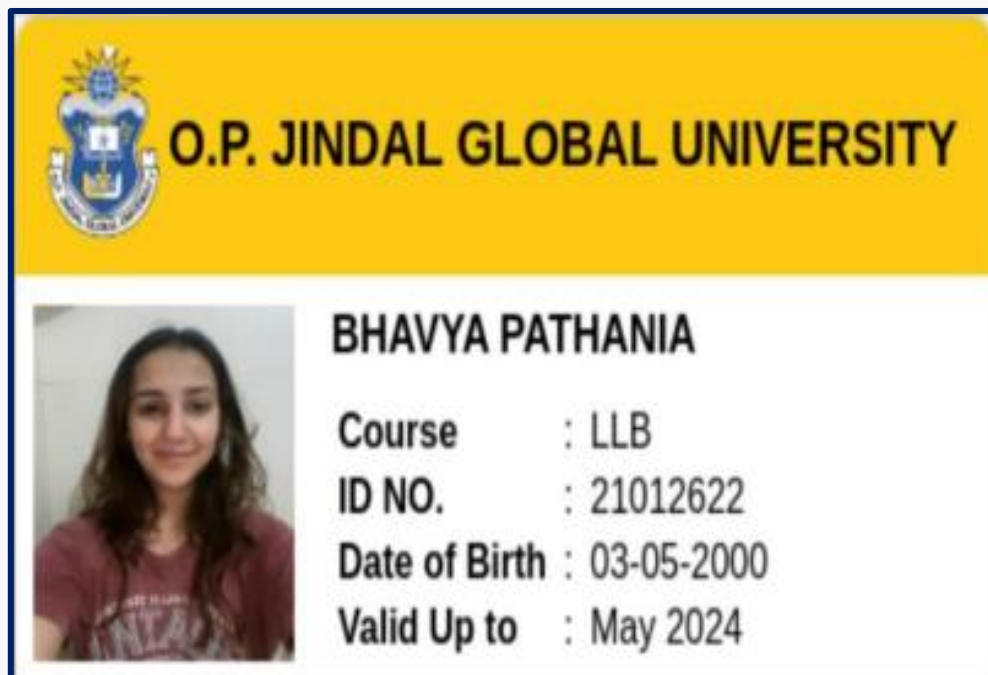 O.P. JINDAL GLOBAL UNIVERSITY
BHAVYA PATHANIA
Course : LLB
ID NO. : 21012622
Date of Birth : 03-05-2000
Valid Up to : May 2024